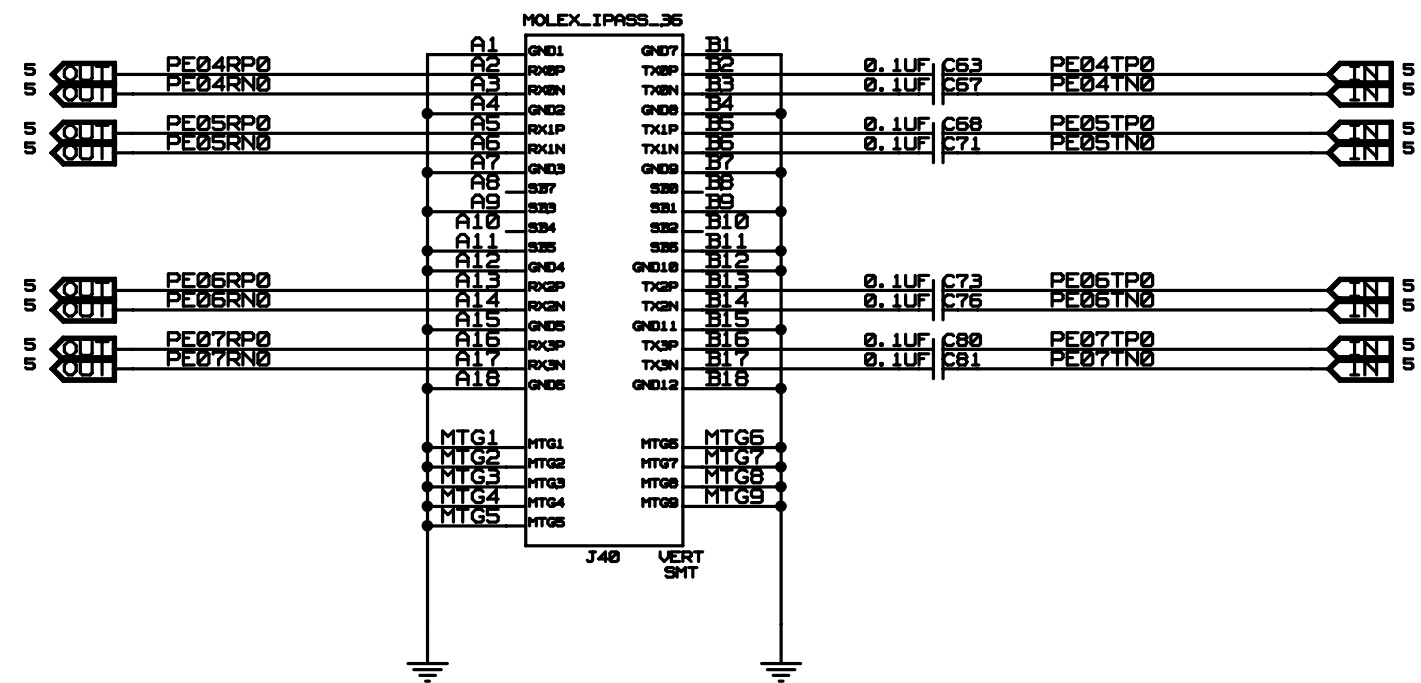 MOLEX_IPASS_36
A1 GND1 GND7 B1
5 OUT PE04RP0 A2 RX0P TX0P B2 0.1UF C63 PE04TP0 IN 5
5 OUT PE04RN0 A3 RX0N TX0N B3 0.1UF C67 PE04TN0 IN 5
A4 GND2 GND8 B4
5 OUT PE05RP0 A5 RX1P TX1P B5 0.1UF C68 PE05TP0 IN 5
5 OUT PE05RN0 A6 RX1N TX1N B6 0.1UF C71 PE05TN0 IN 5
A7 GND3 GND9 B7
A8 SB7 SB0 B8
A9 SB3 SB1 B9
A10 SB4 SB2 B10
A11 SB5 SB6 B11
A12 GND4 GND10 B12
5 OUT PE06RP0 A13 RX2P TX2P B13 0.1UF C73 PE06TP0 IN 5
5 OUT PE06RN0 A14 RX2N TX2N B14 0.1UF C76 PE06TN0 IN 5
A15 GND5 GND11 B15
5 OUT PE07RP0 A16 RX3P TX3P B16 0.1UF C80 PE07TP0 IN 5
5 OUT PE07RN0 A17 RX3N TX3N B17 0.1UF C81 PE07TN0 IN 5
A18 GND6 GND12 B18
MTG1 MTG1 MTG6 MTG6
MTG2 MTG2 MTG7 MTG7
MTG3 MTG3 MTG8 MTG8
MTG4 MTG4 MTG9 MTG9
MTG5 MTG5
J40 VERT
SMT